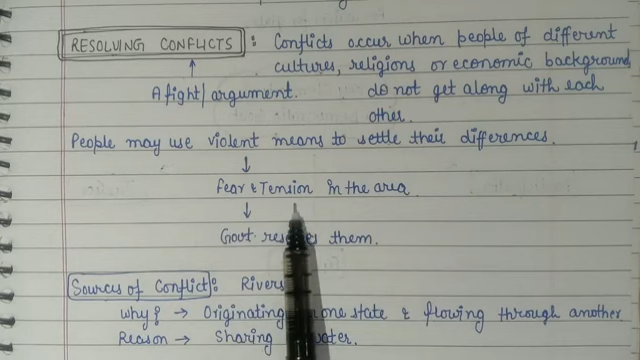 RESOLVING CONFLICTS : Conflicts occur when people of different
cultures, religions or economic background
A fight/argument. do not get along with each
other.
People may use violent means to settle their differences.
↓
Fear & Tension in the area
↓
Govt. them.
Sources of Conflict : Rivers
Why? → Originating one state & flowing through another
Reason → Sharing